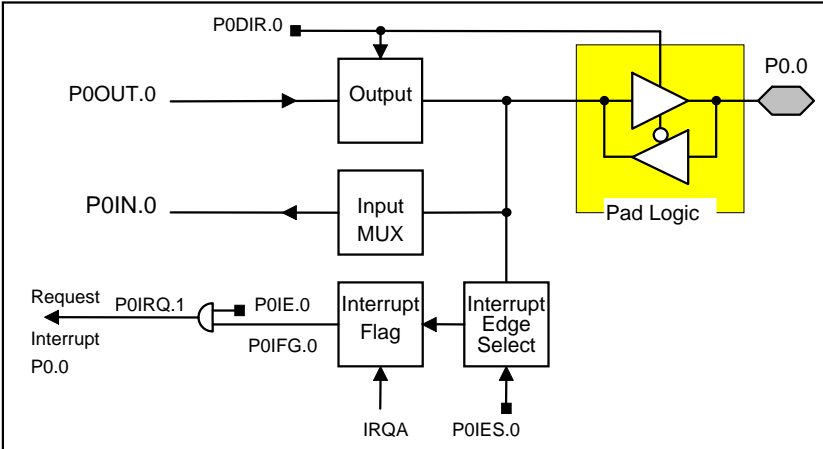 P0DIR.0
P0.0
P0OUT.0
Output
P0IN.0
Input
MUX
Pad Logic
Request
Interrupt
P0.0
P0IRQ.1
P0IE.0
P0IFG.0
Interrupt
Flag
Interrupt
Edge
Select
IRQA
P0IES.0